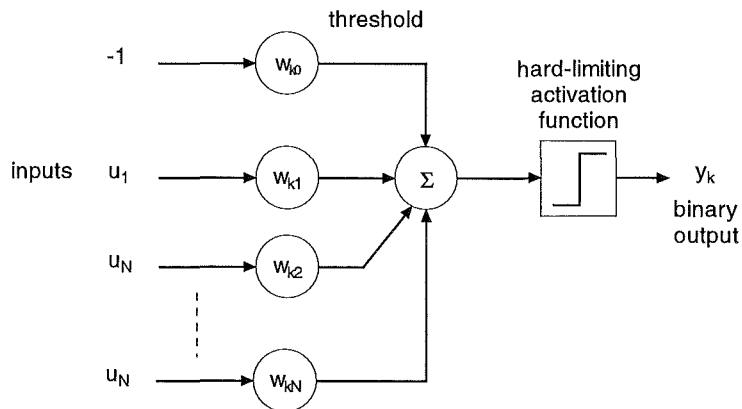 threshold
-1
w_k0
hard-limiting
activation
function
inputs
u_1
w_k1
Σ
y_k
binary
output
u_N
w_k2
u_N
w_kN